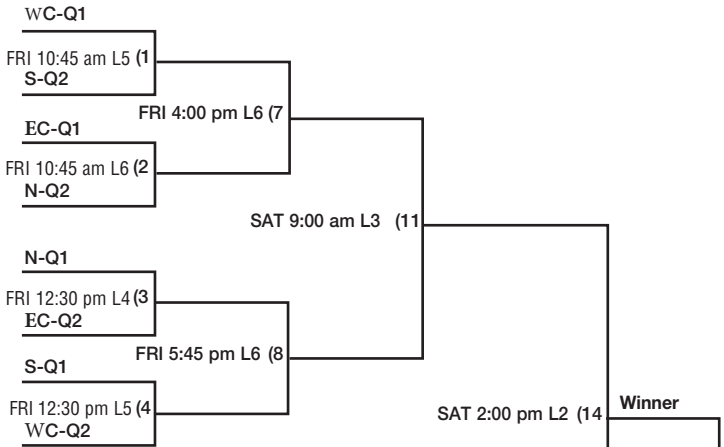 WC-Q1
FRI 10:45 am L5 (1
S-Q2
FRI 4:00 pm L6 (7
EC-Q1
FRI 10:45 am L6 (2
N-Q2
SAT 9:00 am L3 (11
N-Q1
FRI 12:30 pm L4 (3
EC-Q2
FRI 5:45 pm L6 (8
S-Q1
FRI 12:30 pm L5 (4
WC-Q2
SAT 2:00 pm L2 (14
Winner